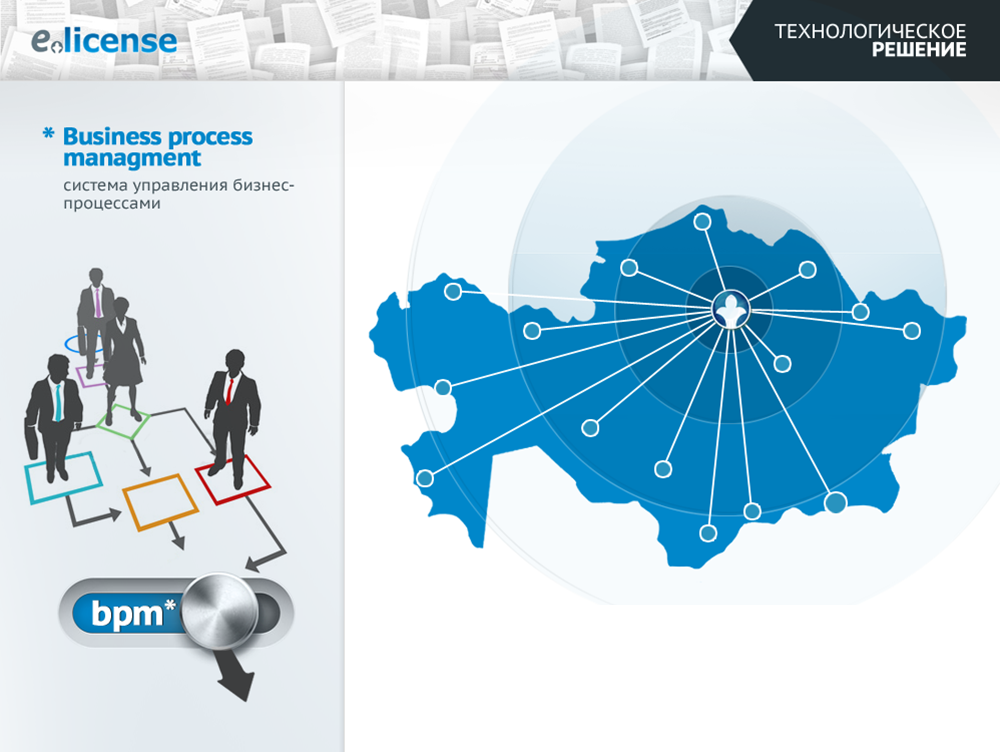 e.license
ТЕХНОЛОГИЧЕСКОЕ
РЕШЕНИЕ
* Business process
managment
система управления бизнес-
процессами
bpm*